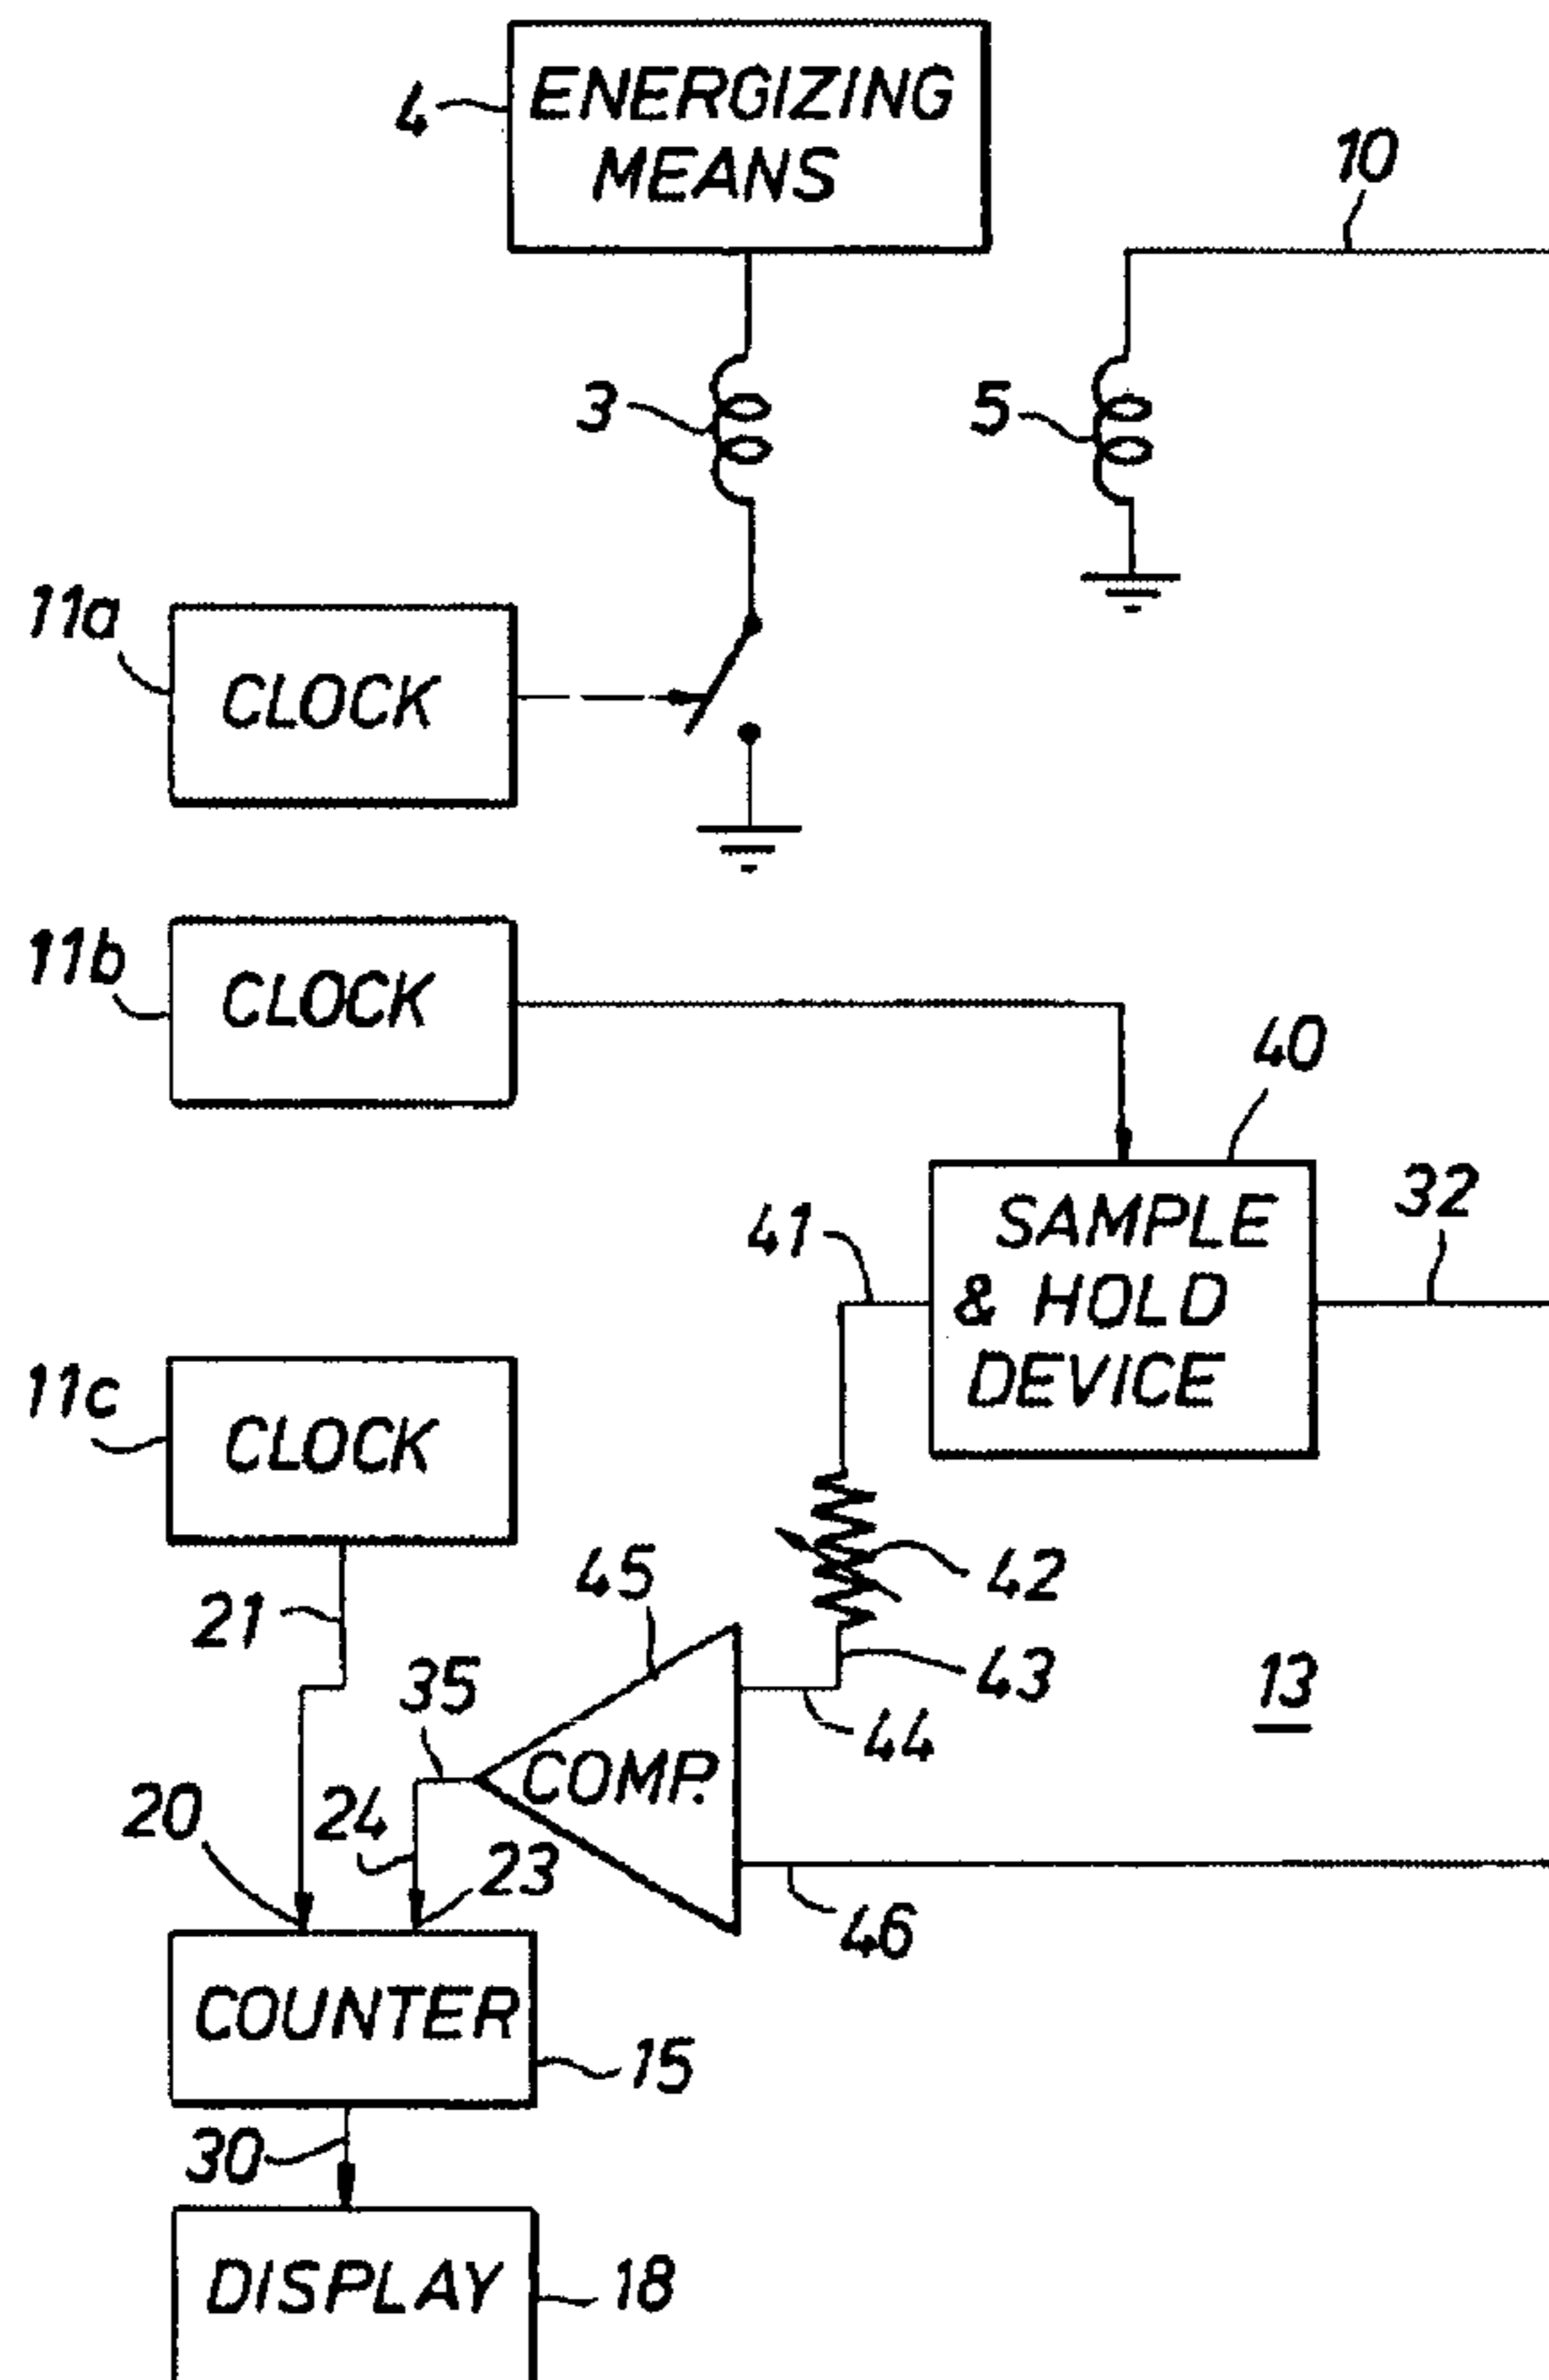 4
ENERGIZING
MEANS
10
3
5
11a
CLOCK
11b
CLOCK
40
SAMPLE
& HOLD
DEVICE
32
41
11c
CLOCK
42
45
21
43
35
13
44
COMP.
20
24
23
46
COUNTER
15
30
DISPLAY
18